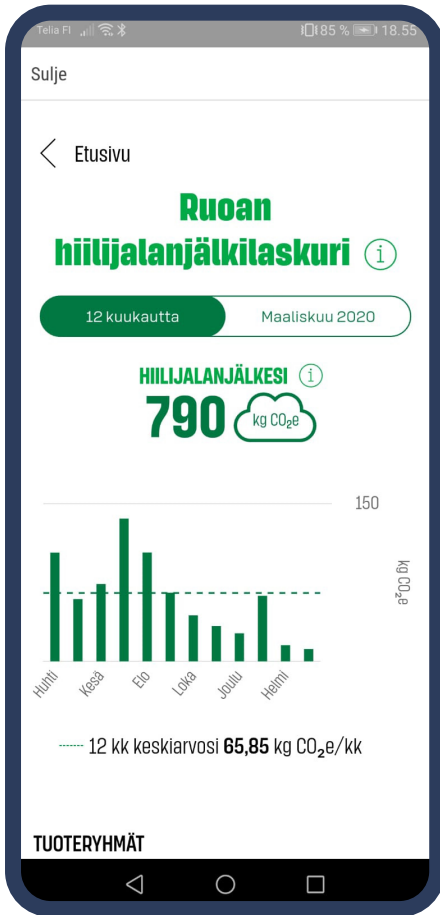 Telia FI 85 % 18.55
Sulje
Etusivu
Ruoan
hiilijalanjälkilaskuri i
12 kuukautta Maaliskuu 2020
HIILIJALANJÄLKESI i
790 kg CO₂e
150
kg CO₂e
Huhti Kesä Elo Loka Joulu Helmi
12 kk keskiarvosi 65,85 kg CO₂e/kk
TUOTERYHMÄT